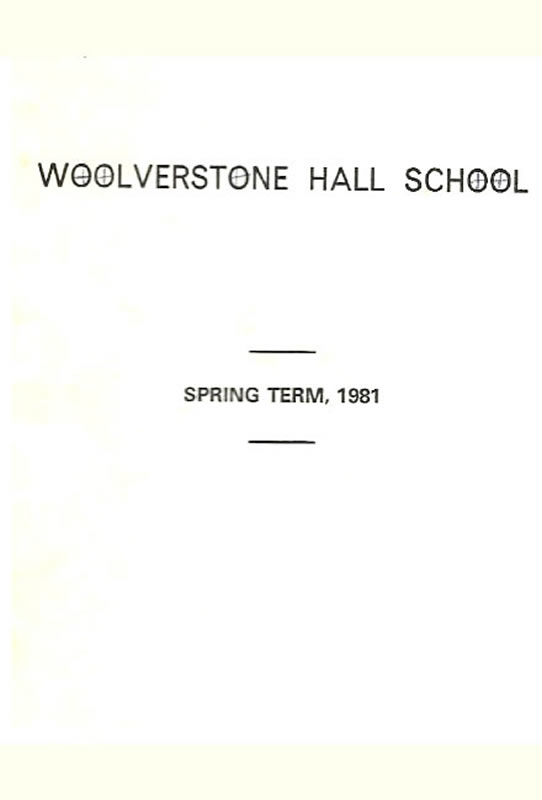 WOOLVERSTONE HALL SCHOOL
SPRING TERM, 1981